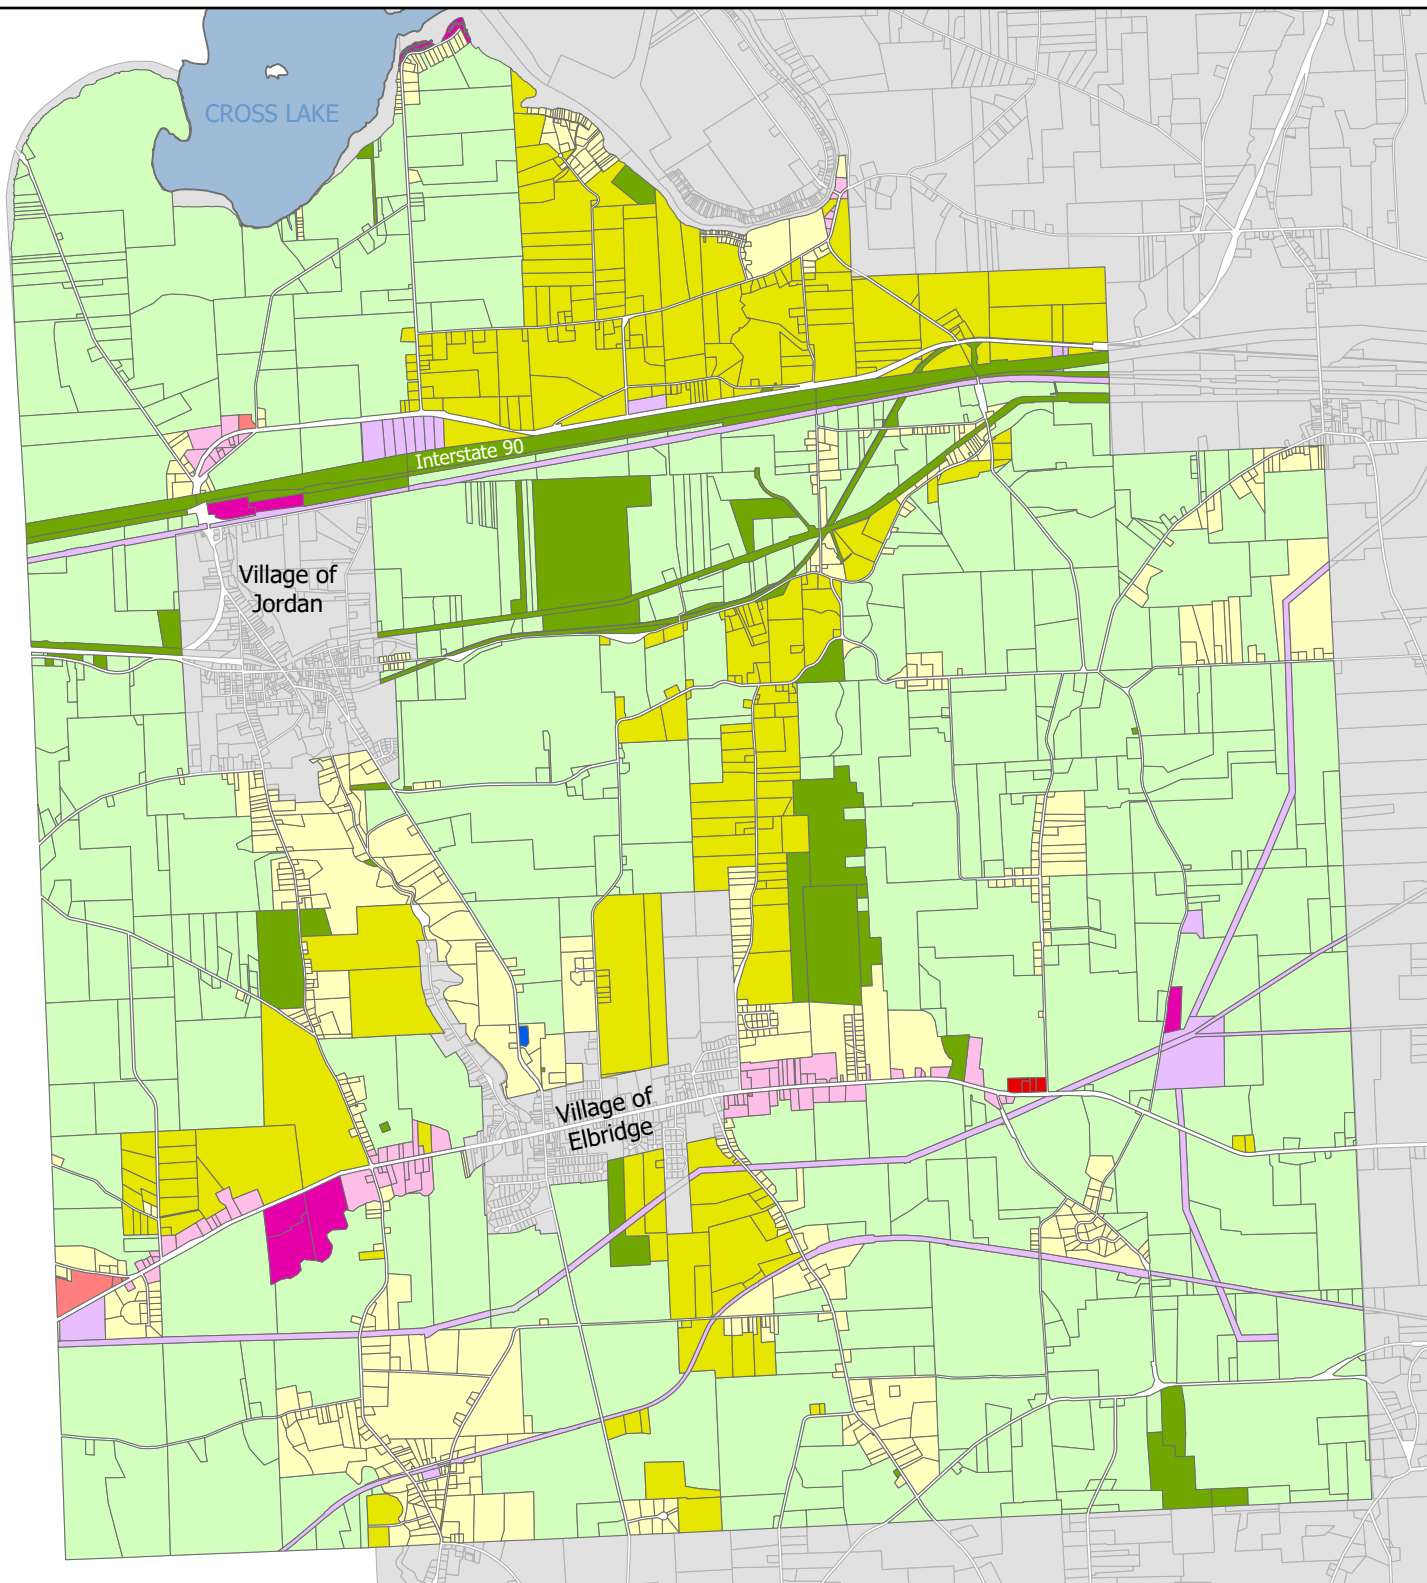 CROSS LAKE
Interstate 90
Village of
Jordan
Village of
Elbridge